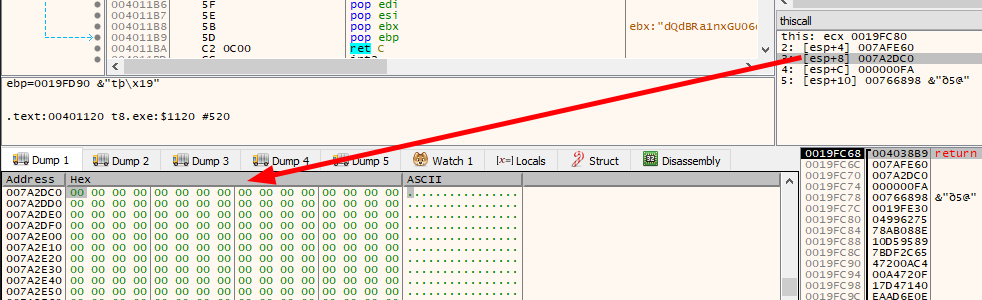 004011B6 5F pop edi
004011B7 5E pop esi
004011B8 5B pop ebx ebx:"dQdBRa1nxGU06
004011B9 5D pop ebp
004011BA C2 0C00 ret C
thiscall
this: ecx 0019FC80
2: [esp+4] 007AFE60
3: [esp+8] 007A2DC0
4: [esp+C] 000000FA
5: [esp+10] 00766898 &"ð5@"
ebp=0019FD90 &"tþ\x19"
.text:00401120 t8.exe:$1120 #520
Dump 1 Dump 2 Dump 3 Dump 4 Dump 5 Watch 1 [x=] Locals Struct Disassembly
Address Hex ASCII
007A2DC0 00 00 00 00 00 00 00 00 00 00 00 00 00 00 00 00 ................
007A2DD0 00 00 00 00 00 00 00 00 00 00 00 00 00 00 00 00 ................
007A2DE0 00 00 00 00 00 00 00 00 00 00 00 00 00 00 00 00 ................
007A2DF0 00 00 00 00 00 00 00 00 00 00 00 00 00 00 00 00 ................
007A2E00 00 00 00 00 00 00 00 00 00 00 00 00 00 00 00 00 ................
007A2E10 00 00 00 00 00 00 00 00 00 00 00 00 00 00 00 00 ................
007A2E20 00 00 00 00 00 00 00 00 00 00 00 00 00 00 00 00 ................
007A2E30 00 00 00 00 00 00 00 00 00 00 00 00 00 00 00 00 ................
007A2E40 00 00 00 00 00 00 00 00 00 00 00 00 00 00 00 00 ................
007A2E50 00 00 00 00 00 00 00 00 00 00 00 00 00 00 00 00 ................
0019FC68 004038B9 return
0019FC6C 007AFE60
0019FC70 007A2DC0
0019FC74 000000FA
0019FC78 00766898 &"ð5@"
0019FC7C 0019FE30
0019FC80 04996275
0019FC84 78AB088E
0019FC88 10D59589
0019FC8C 7BDF2C65
0019FC90 47200AC4
0019FC94 00A4720F
0019FC98 17D47140
0019FC9C EAAD6E0E